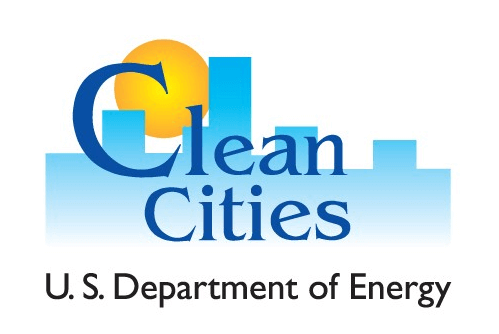 Clean
Cities
U. S. Department of Energy